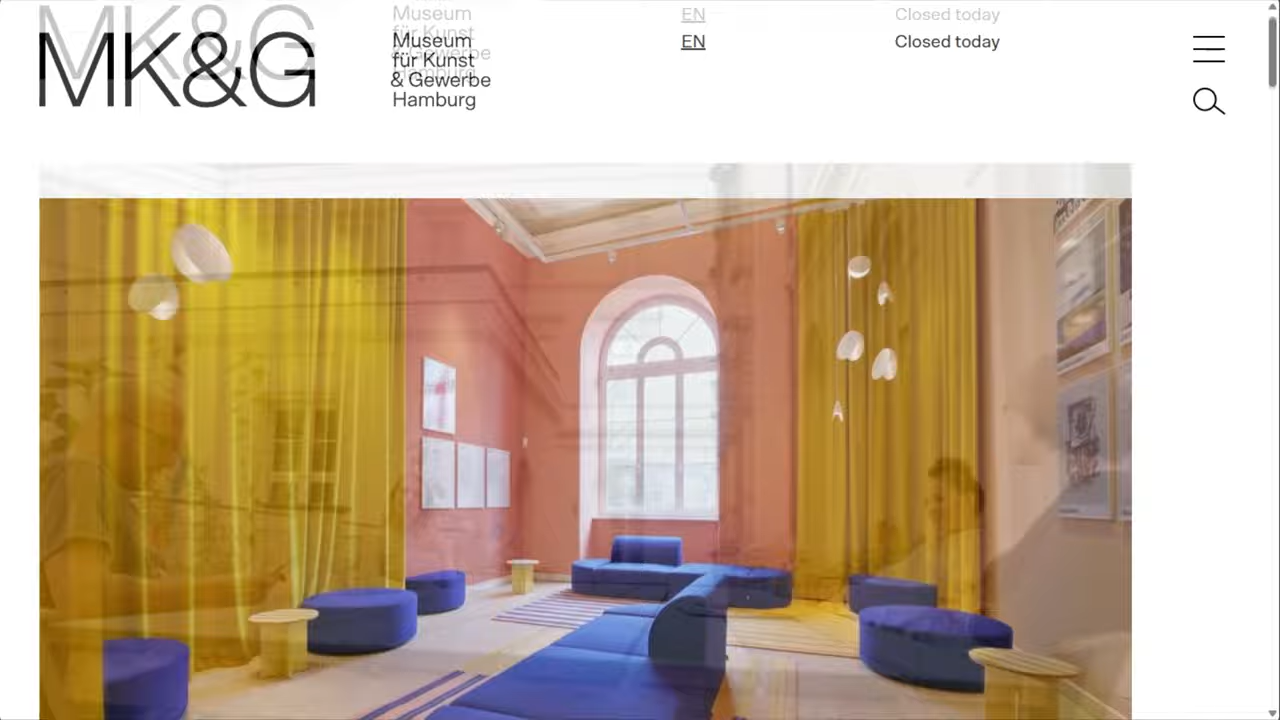 MK&G
Museum
für Kunst
& Gewerbe
Hamburg
EN
Closed today